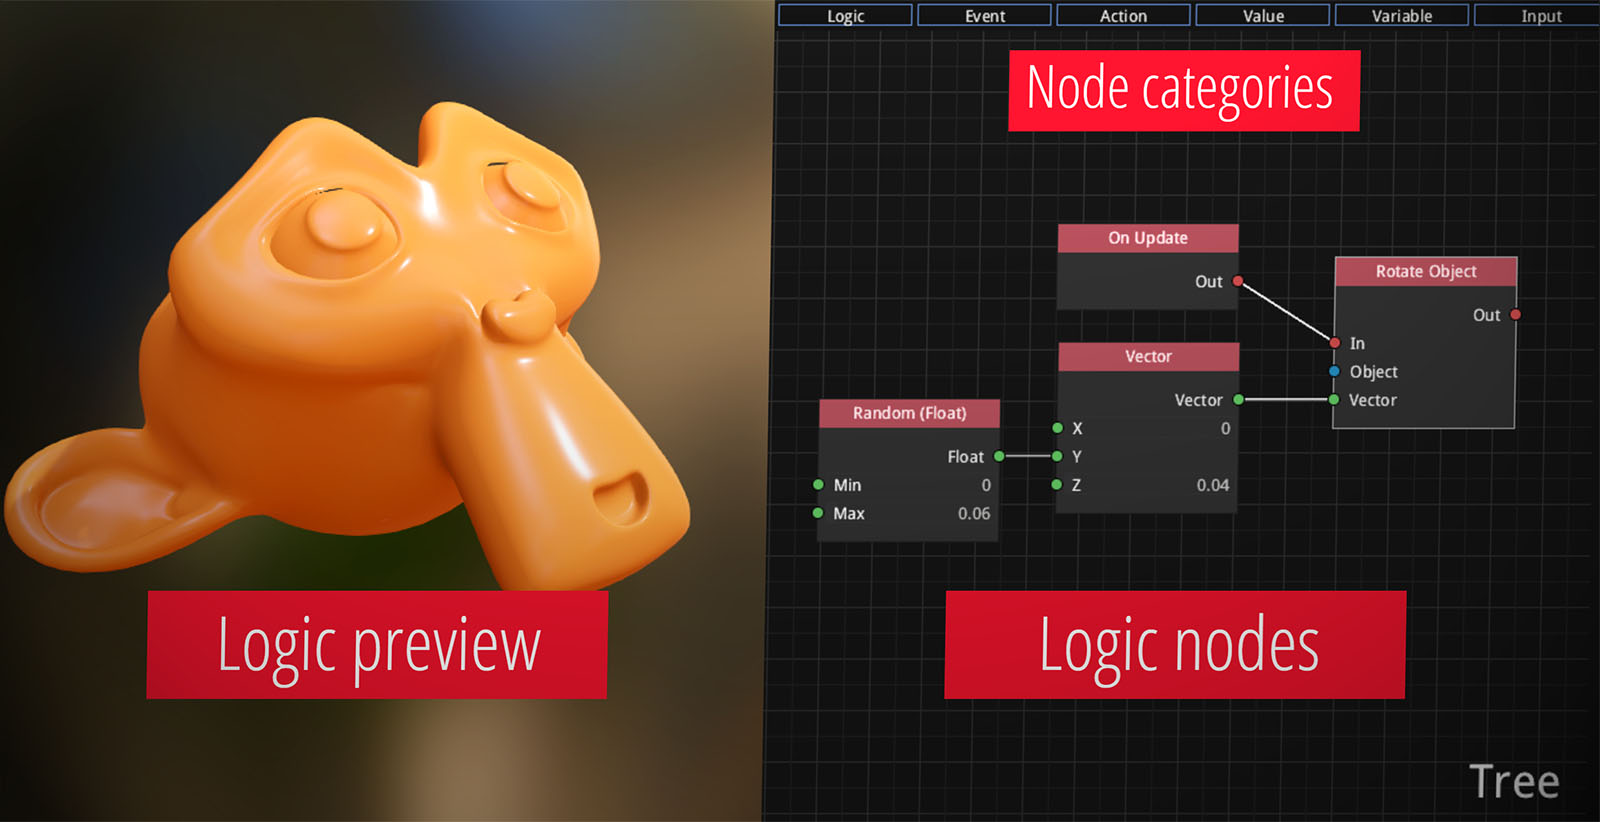 Logic Event Action Value Variable Input
Node categories
On Update
Out
Rotate Object
Out
In
Object
Vector
Vector
Vector
X 0
Y
Z 0.04
Random (Float)
Float
Min 0
Max 0.06
Logic preview
Logic nodes
Tree